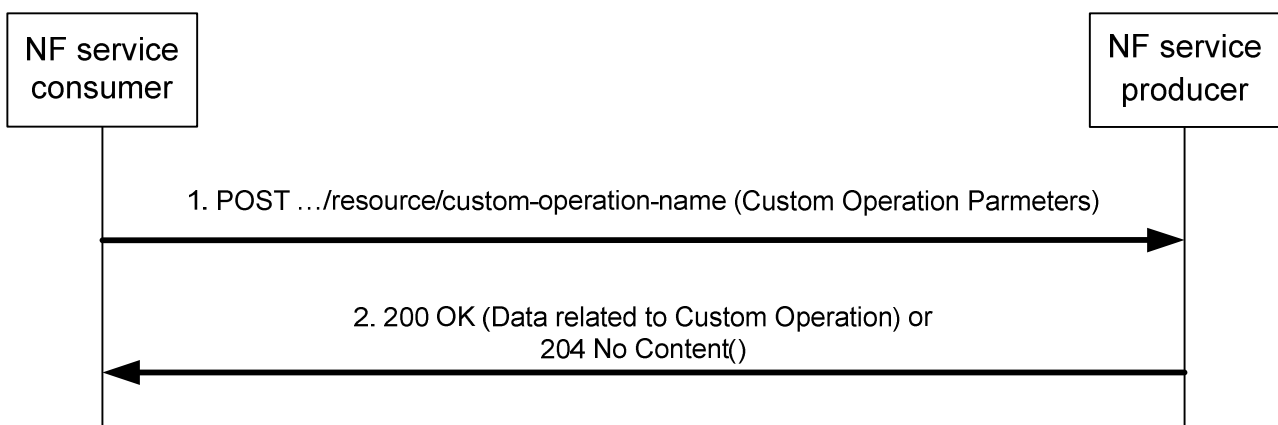 NF service
consumer
NF service
producer
1. POST …/resource/custom-operation-name (Custom Operation Parmeters)
2. 200 OK (Data related to Custom Operation) or
204 No Content()